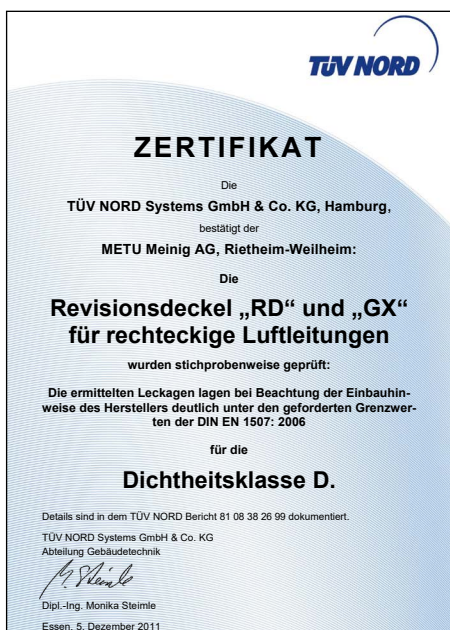 TÜV NORD
ZERTIFIKAT
Die
TÜV NORD Systems GmbH & Co. KG, Hamburg,
bestätigt der
METU Meinig AG, Rietheim-Weilheim:
Die
Revisionsdeckel „RD“ und „GX“
für rechteckige Luftleitungen
wurden stichprobenweise geprüft:
Die ermittelten Leckagen lagen bei Beachtung der Einbauhin-
weise des Herstellers deutlich unter den geforderten Grenzwer-
ten der DIN EN 1507: 2006
für die
Dichtheitsklasse D.
Details sind in dem TÜV NORD Bericht 81 08 38 26 99 dokumentiert.
TÜV NORD Systems GmbH & Co. KG
Abteilung Gebäudetechnik
M. Steimle
Dipl.-Ing. Monika Steimle
Essen, 5. Dezember 2011